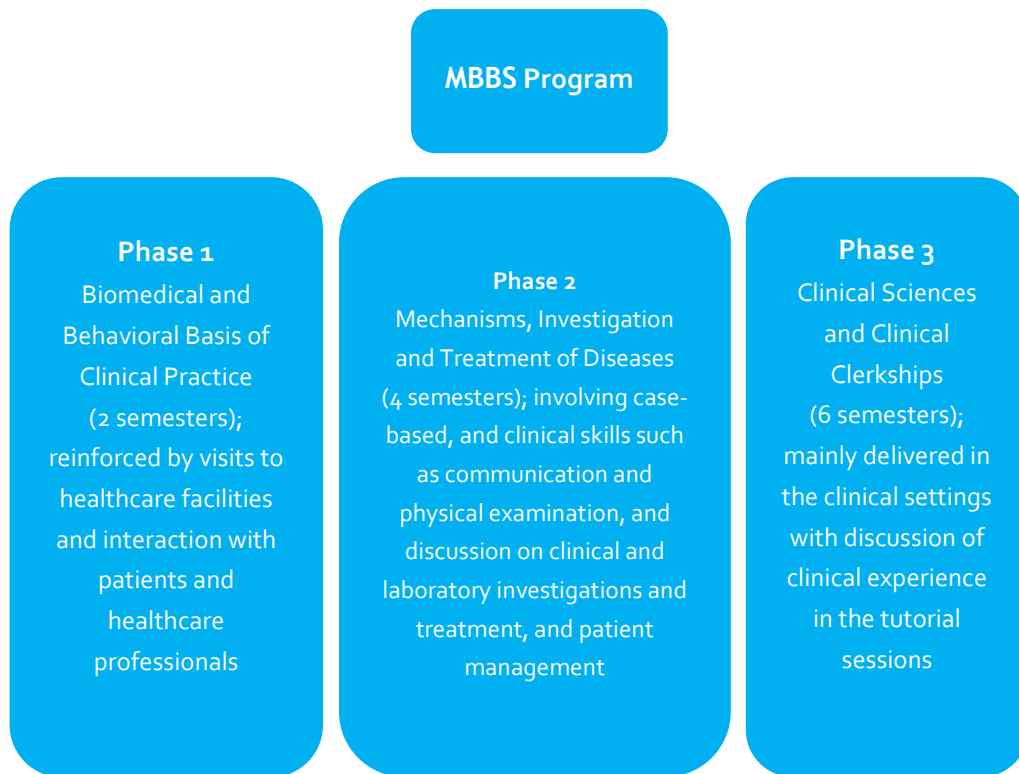 MBBS Program
Phase 1
Biomedical and
Behavioral Basis of
Clinical Practice
(2 semesters);
reinforced by visits to
healthcare facilities
and interaction with
patients and
healthcare
professionals
Phase 2
Mechanisms, Investigation
and Treatment of Diseases
(4 semesters); involving case-
based, and clinical skills such
as communication and
physical examination, and
discussion on clinical and
laboratory investigations and
treatment, and patient
management
Phase 3
Clinical Sciences
and Clinical
Clerkships
(6 semesters);
mainly delivered in
the clinical settings
with discussion of
clinical experience
in the tutorial
sessions